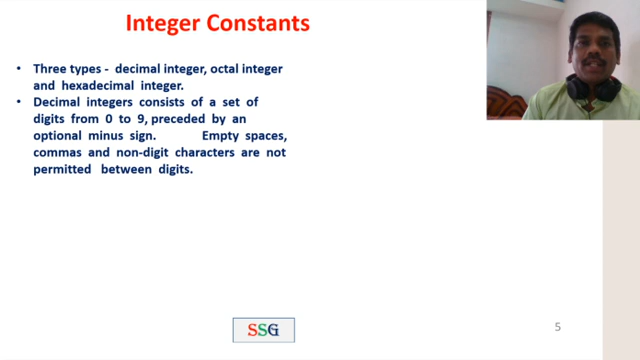 Integer Constants
• Three types - decimal integer, octal integer
and hexadecimal integer.
• Decimal integers consists of a set of
digits from 0 to 9, preceded by an
optional minus sign. Empty spaces,
commas and non-digit characters are not
permitted between digits.
SSG
5